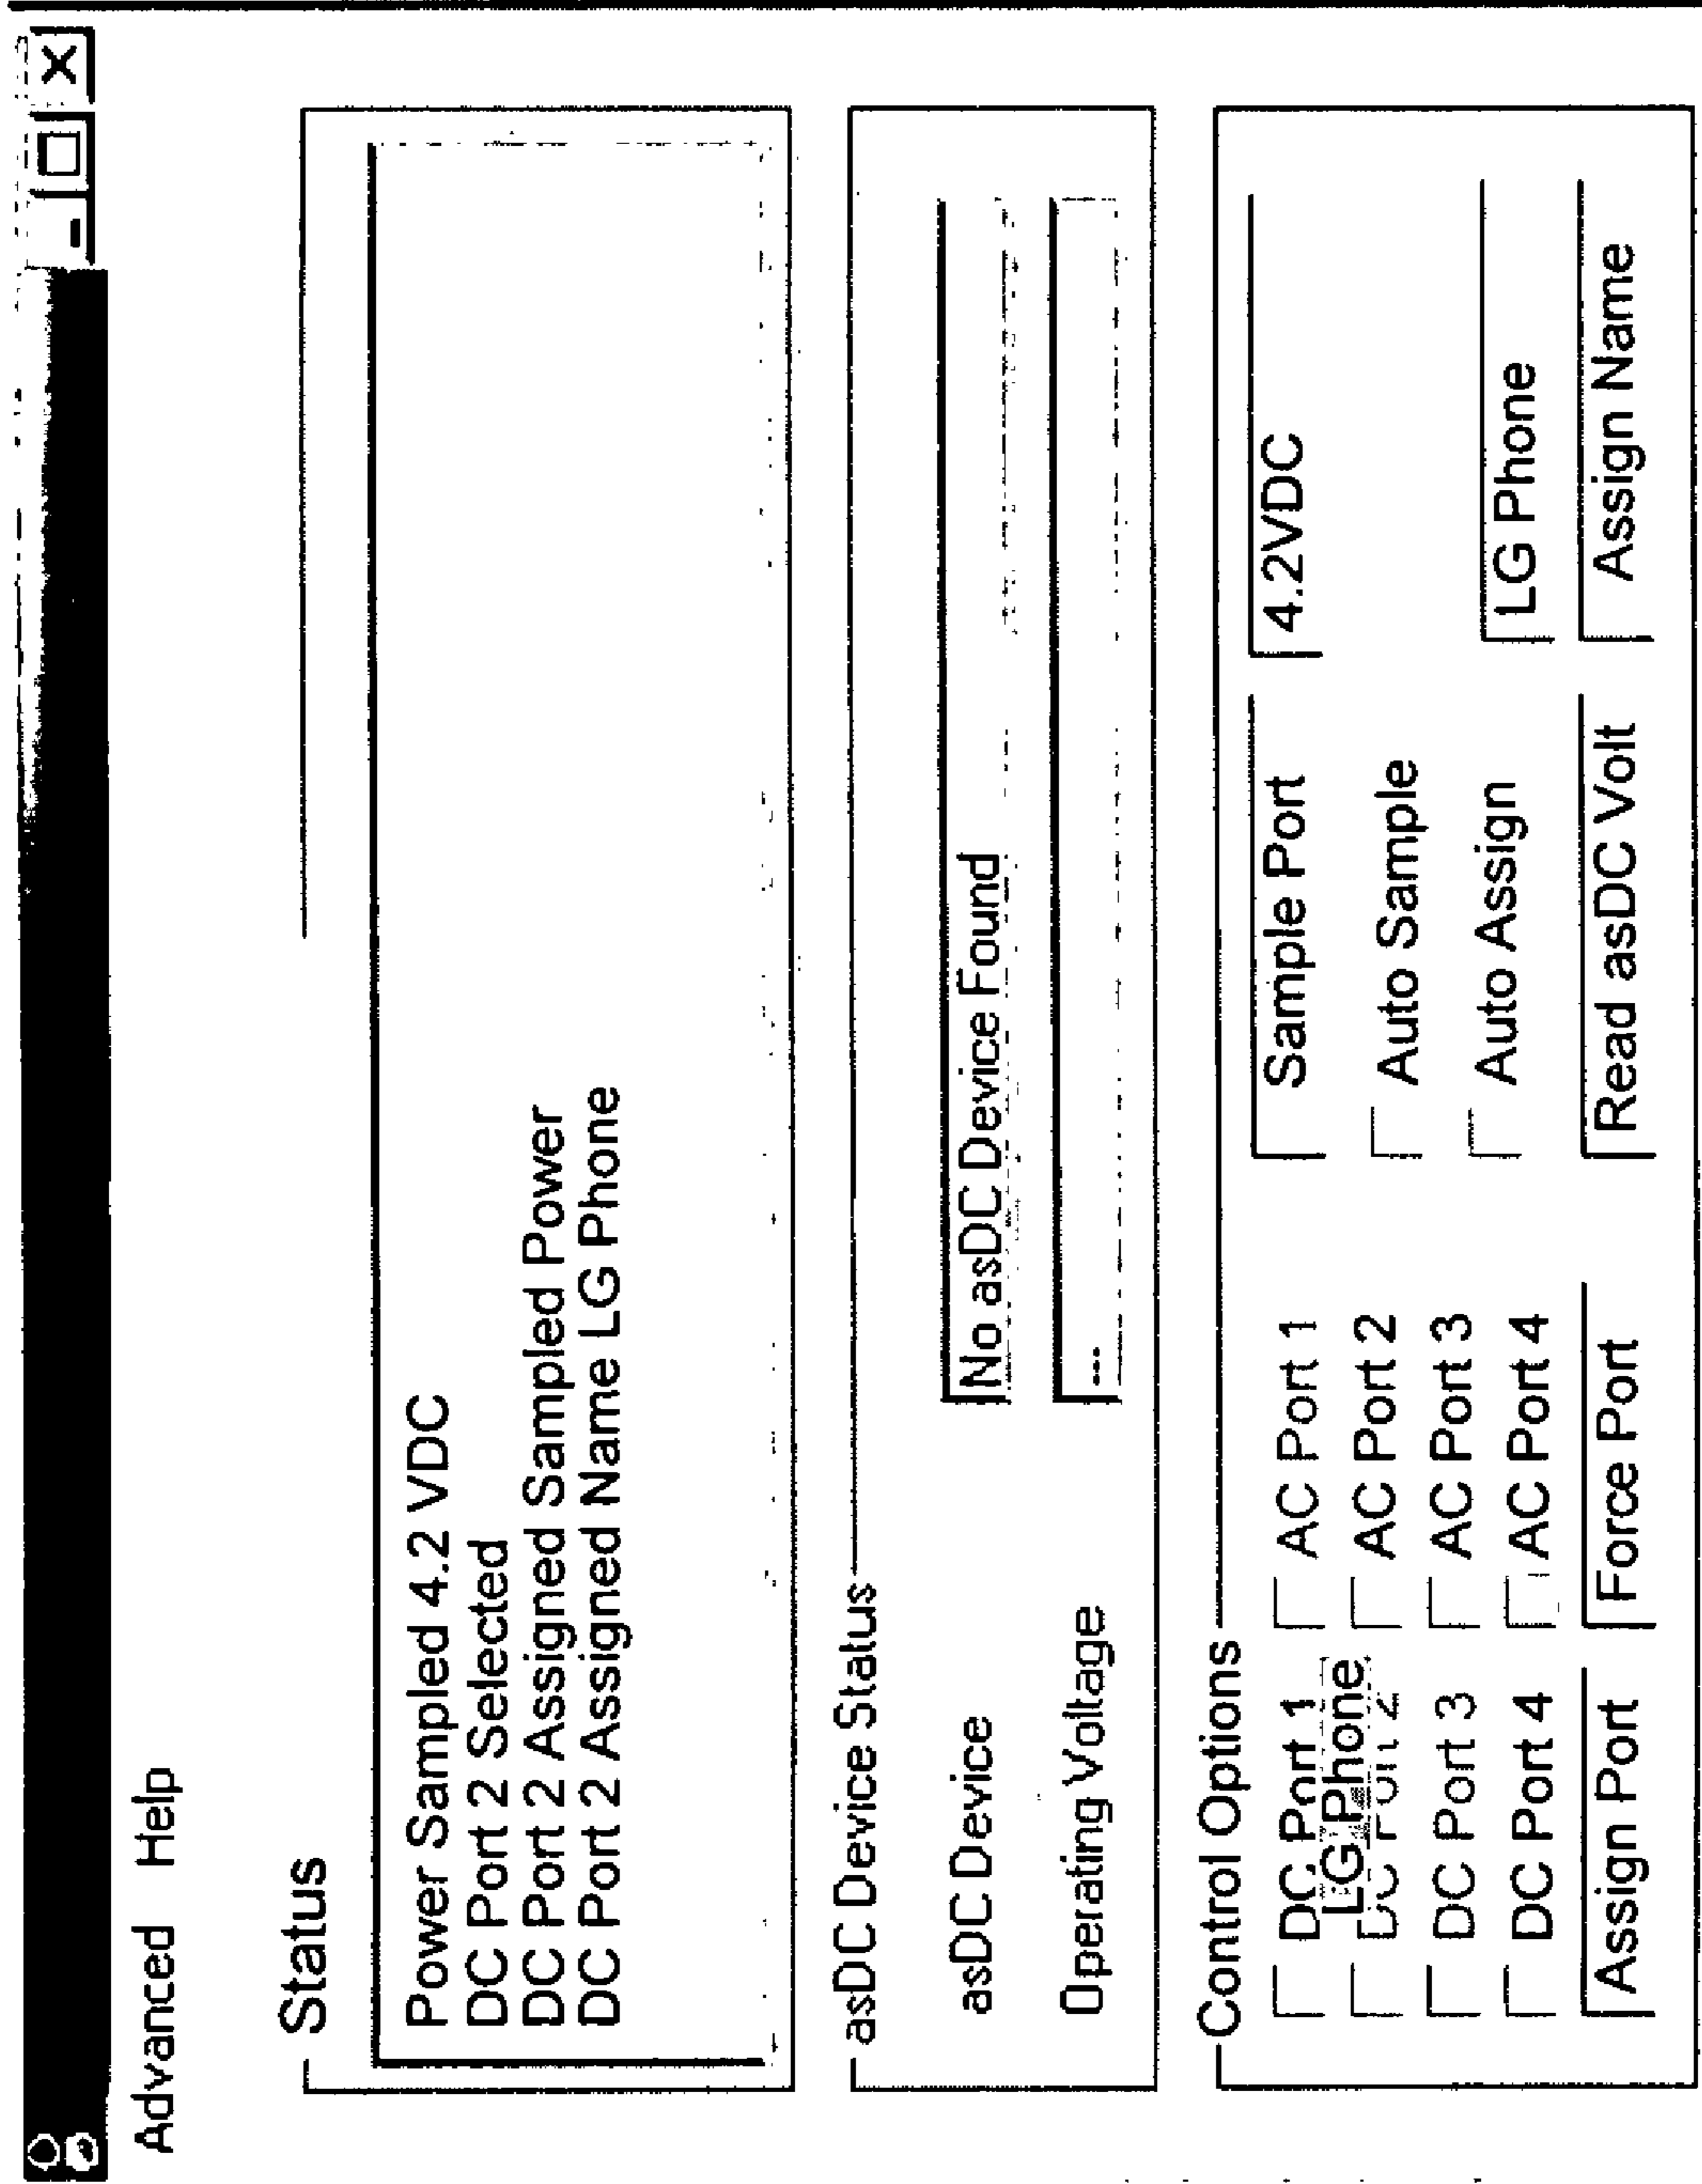 Advanced Help
Status
Power Sampled 4.2 VDC
DC Port 2 Selected
DC Port 2 Assigned Sampled Power
DC Port 2 Assigned Name LG Phone
asDC Device Status
asDC Device No asDC Device Found
Operating Voltage ---
Control Options
DC Port 1 AC Port 1 Sample Port 4.2VDC
LG Phone
DC Port 2 AC Port 2 Auto Sample
DC Port 3 AC Port 3 Auto Assign LG Phone
DC Port 4 AC Port 4
Assign Port Force Port Read asDC Volt Assign Name